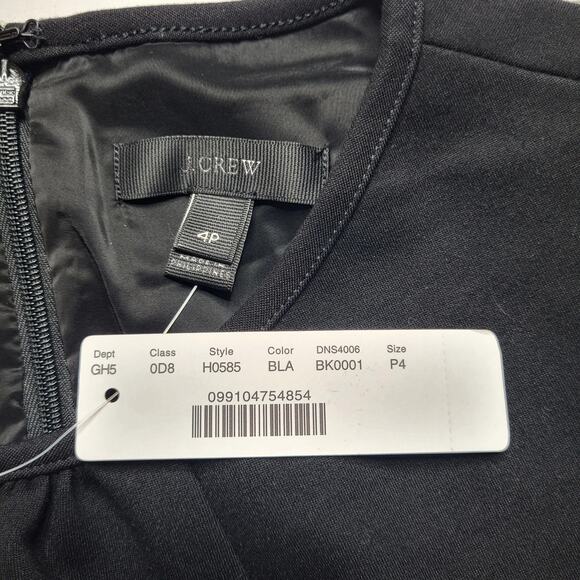 J.CREW
4P
MADE IN
PHILIPPINES
Dept Class Style Color DNS4006 Size
GH5 0D8 H0585 BLA BK0001 P4
099104754854